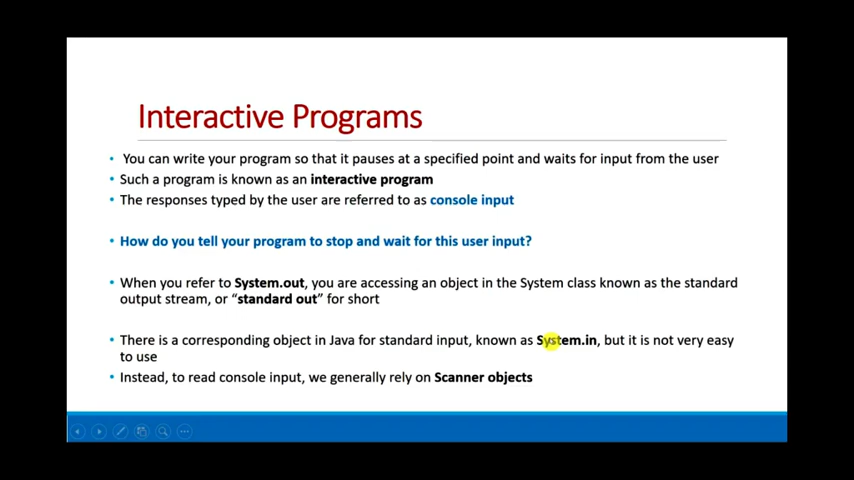 Interactive Programs
• You can write your program so that it pauses at a specified point and waits for input from the user
• Such a program is known as an interactive program
• The responses typed by the user are referred to as console input
• How do you tell your program to stop and wait for this user input?
• When you refer to System.out, you are accessing an object in the System class known as the standard
output stream, or “standard out” for short
• There is a corresponding object in Java for standard input, known as System.in, but it is not very easy
to use
• Instead, to read console input, we generally rely on Scanner objects